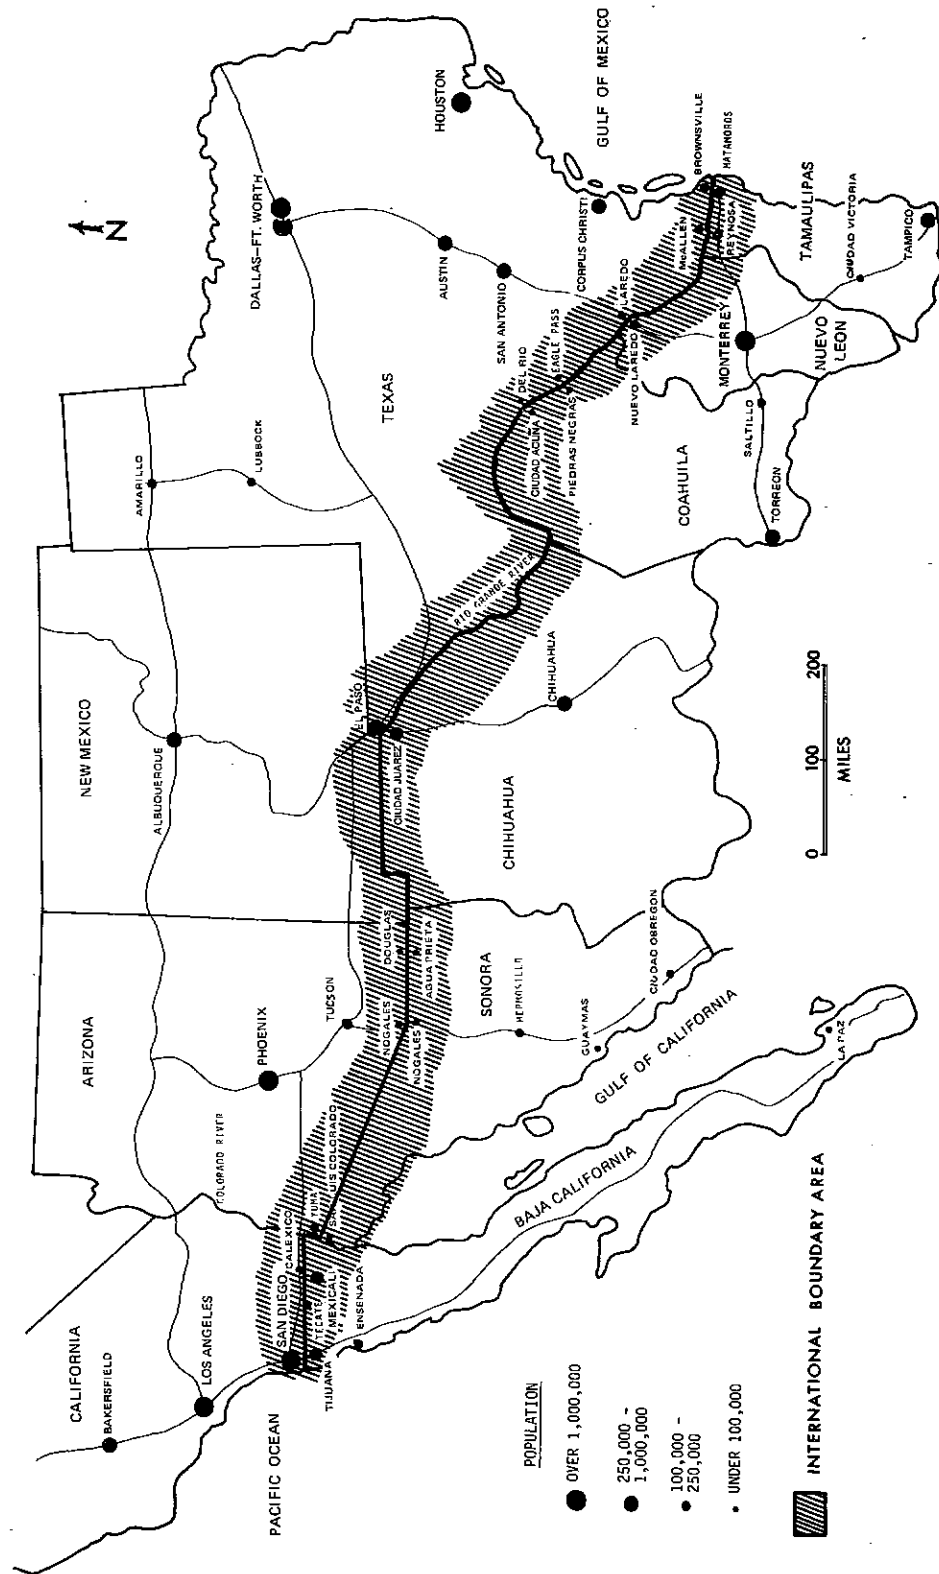 N
CALIFORNIA
BAKERSFIELD
LOS ANGELES
PACIFIC OCEAN
SAN DIEGO
CALEXICO
YUMA
TIJUANA
TECATE
MEXICALI
SAN LUIS COLORADO
ENSENADA
COLORADO RIVER
ARIZONA
PHOENIX
TUCSON
NOGALES
NOGALES
DOUGLAS
AGUA PRIETA
NEW MEXICO
ALBUQUERQUE
EL PASO
CIUDAD JUAREZ
AMARILLO
LUBBOCK
TEXAS
DALLAS-FT. WORTH
AUSTIN
SAN ANTONIO
HOUSTON
CORPUS CHRISTI
GULF OF MEXICO
RIO GRANDE RIVER
DEL RIO
CIUDAD ACUNA
EAGLE PASS
PIEDRAS NEGRAS
LAREDO
NUEVO LAREDO
McALLEN
REYNOSA
BROWNSVILLE
MATAMOROS
TAMAULIPAS
CIUDAD VICTORIA
TAMPICO
MONTERREY
NUEVO
LEON
SALTILLO
TORREON
COAHUILA
CHIHUAHUA
CHIHUAHUA
SONORA
HERMOSILLO
GUAYMAS
CIUDAD OBREGON
GULF OF CALIFORNIA
BAJA CALIFORNIA
LA PAZ
0 100 200
MILES
POPULATION
OVER 1,000,000
250,000 -
1,000,000
100,000 -
250,000
UNDER 100,000
INTERNATIONAL BOUNDARY AREA